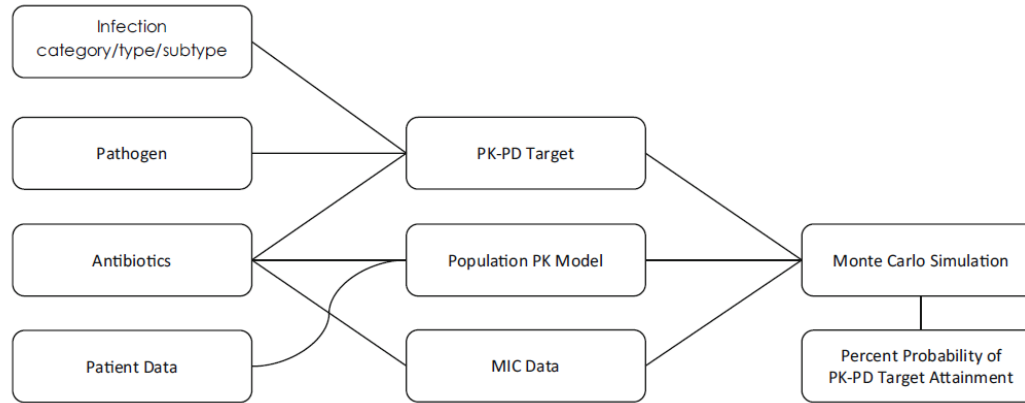 Infection
category/type/subtype
Pathogen
PK-PD Target
Antibiotics
Population PK Model
Monte Carlo Simulation
Patient Data
MIC Data
Percent Probability of
PK-PD Target Attainment